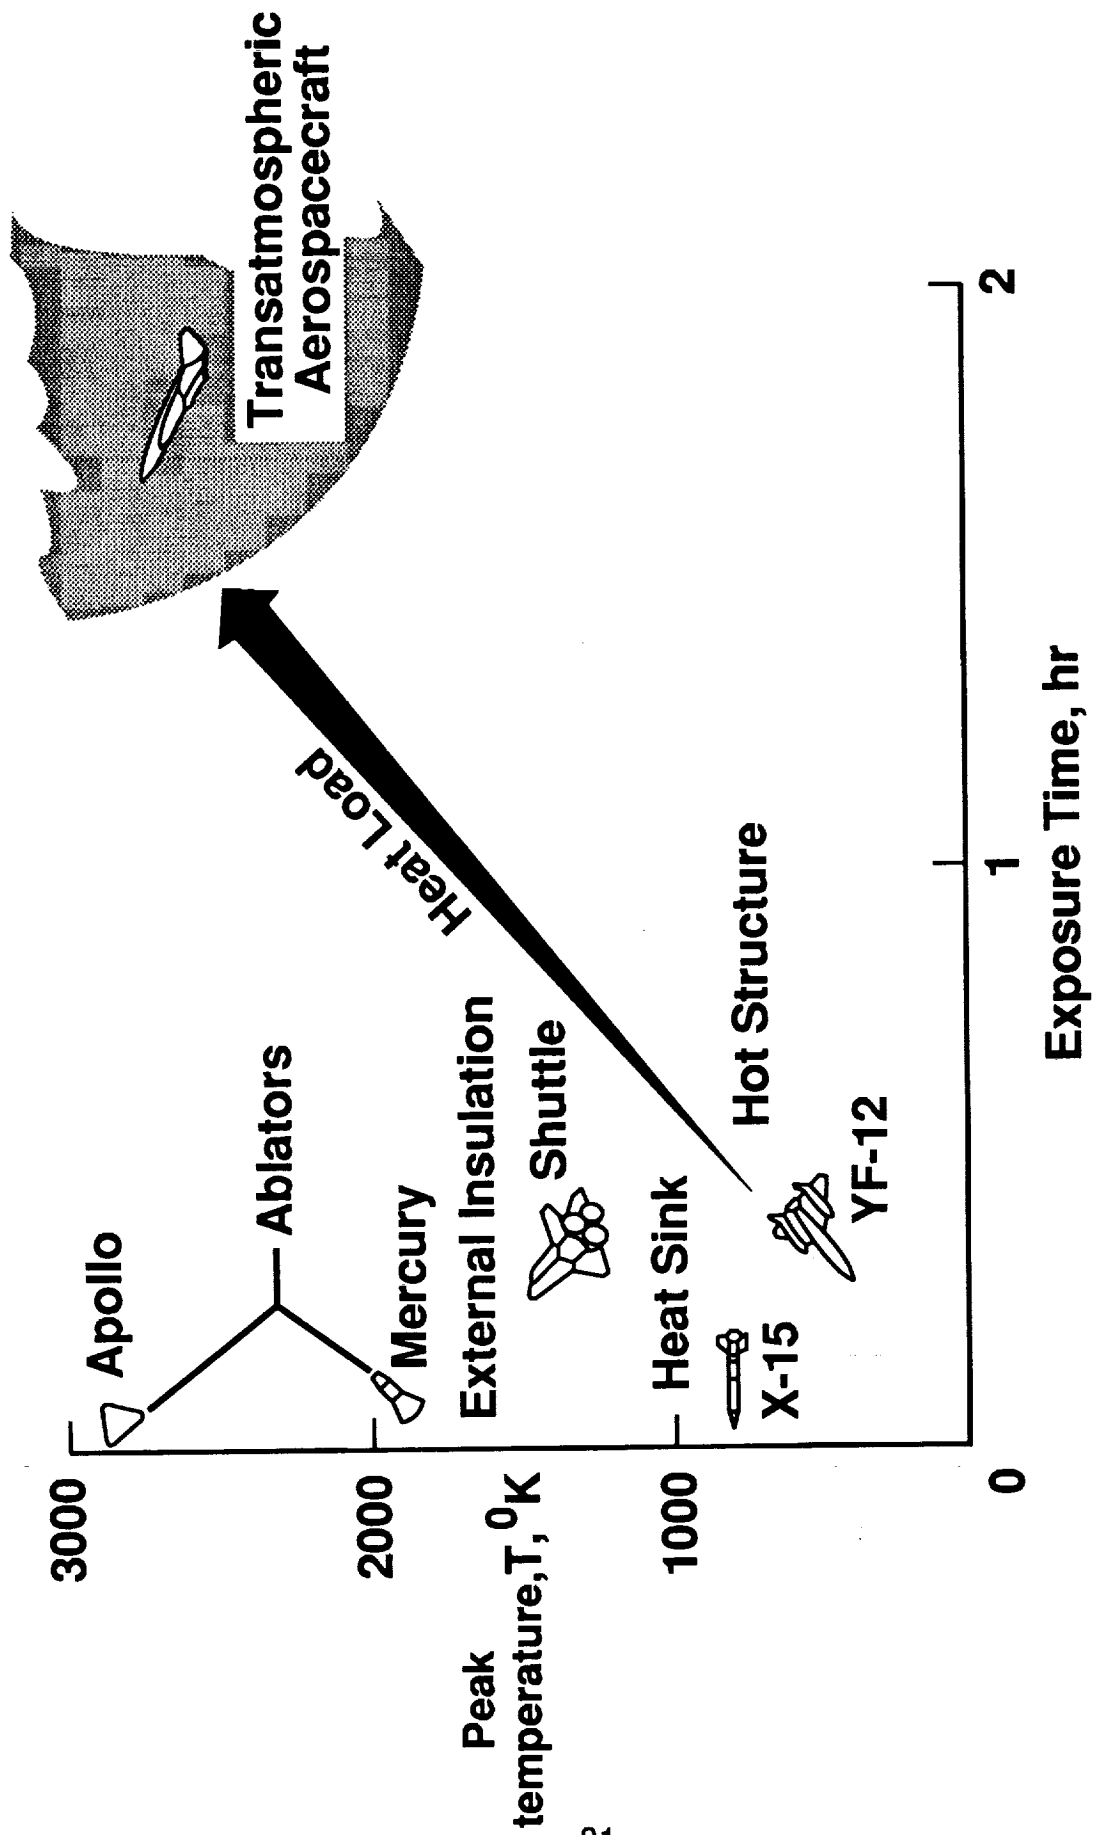 3000
2000
1000
0
1
2
Peak
temperature,T, ⁰K
Exposure Time, hr
Apollo
Ablators
Mercury
External Insulation
Shuttle
Heat Sink
X-15
Hot Structure
YF-12
Heat Load
Transatmospheric
Aerospacecraft